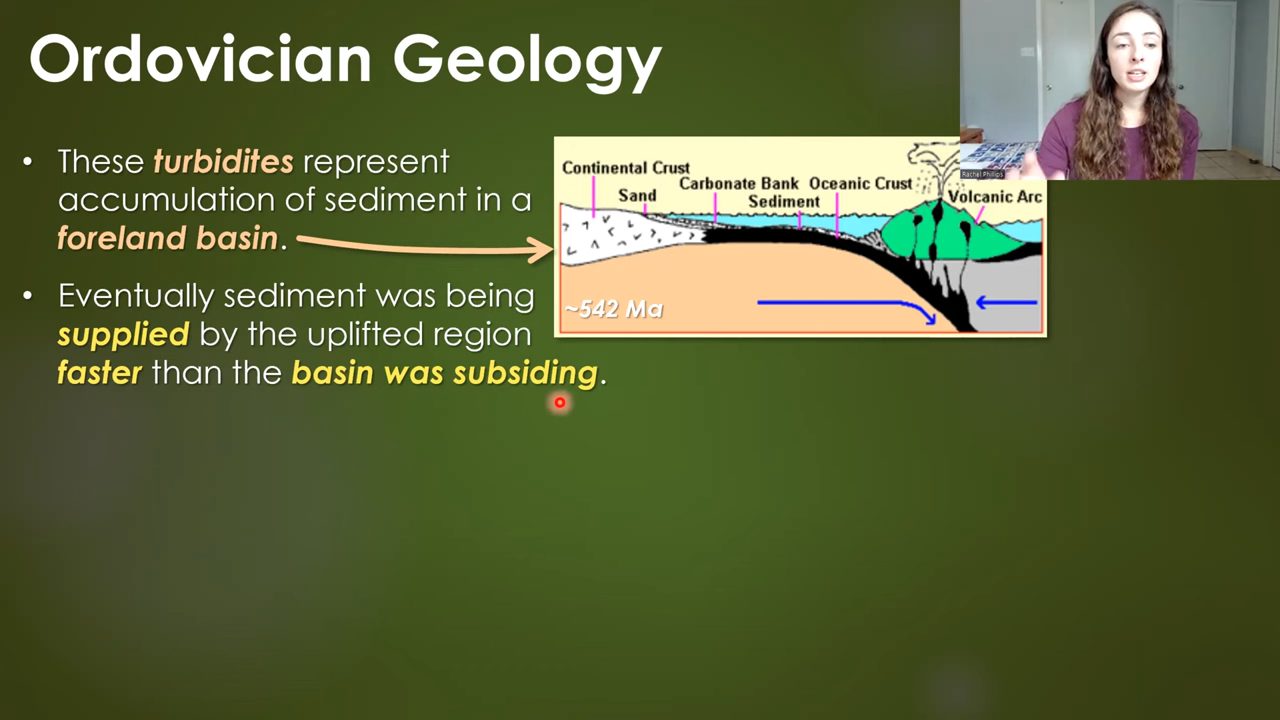 Ordovician Geology
• These turbidites represent
accumulation of sediment in a
foreland basin.
• Eventually sediment was being
supplied by the uplifted region
faster than the basin was subsiding.
Continental Crust
Sand
Carbonate Bank
Sediment
Oceanic Crust
Volcanic Arc
~542 Ma
Rachel Phillips